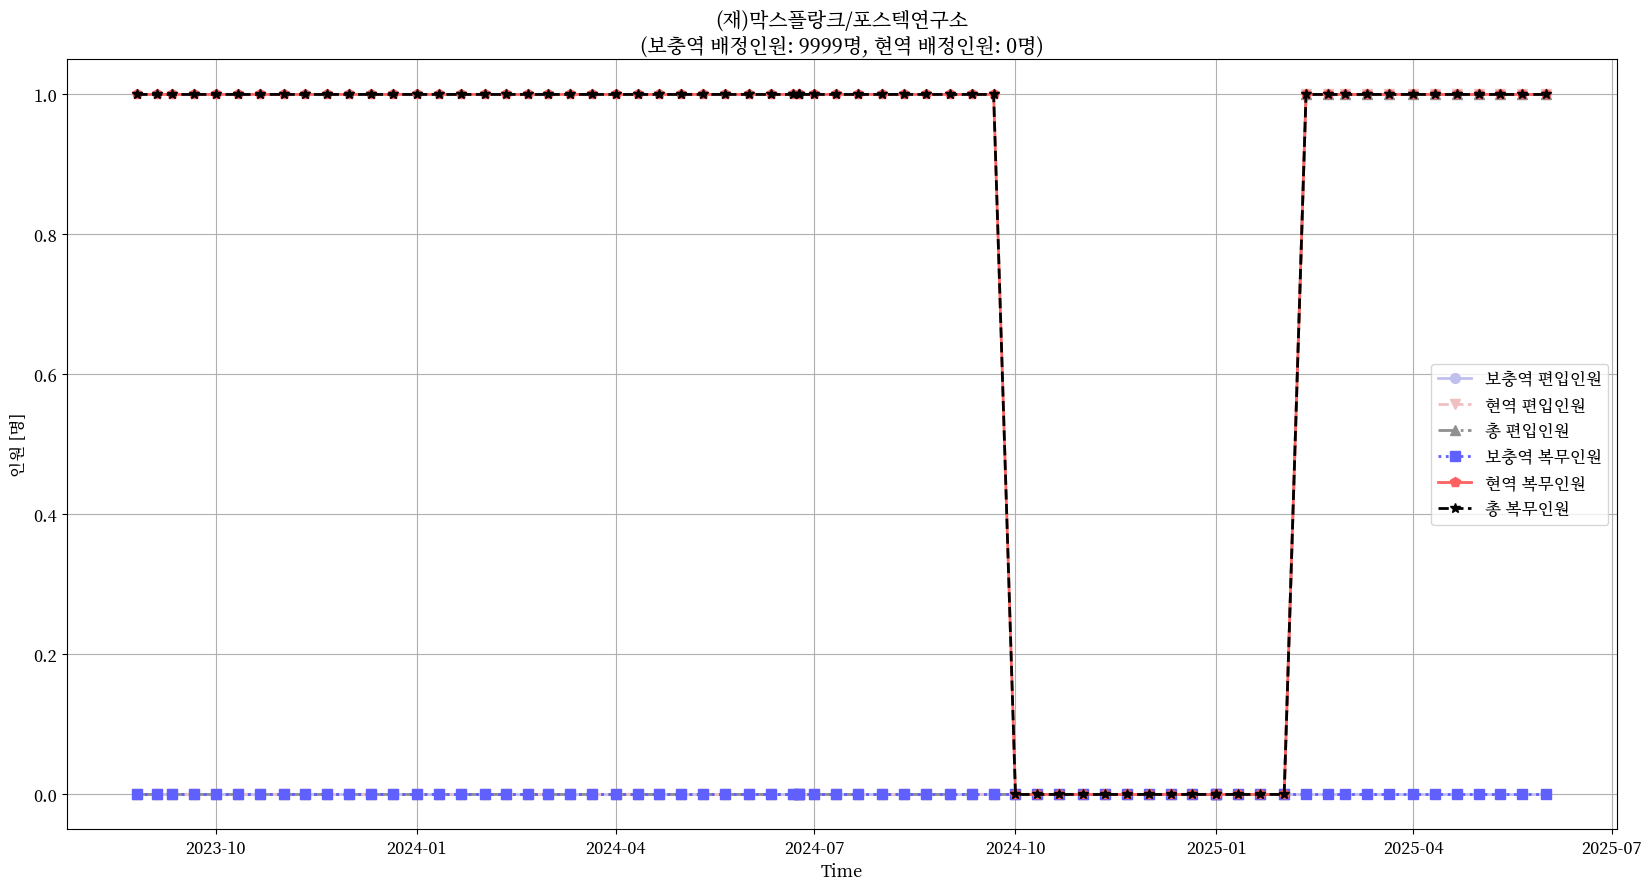 (재)막스플랑크/포스텍연구소
(보충역 배정인원: 9999명, 현역 배정인원: 0명)
인원 [명]
1.0
0.8
0.6
0.4
0.2
0.0
보충역 편입인원
현역 편입인원
총 편입인원
보충역 복무인원
현역 복무인원
총 복무인원
2023-10
2024-01
2024-04
2024-07
2024-10
2025-01
2025-04
2025-07
Time